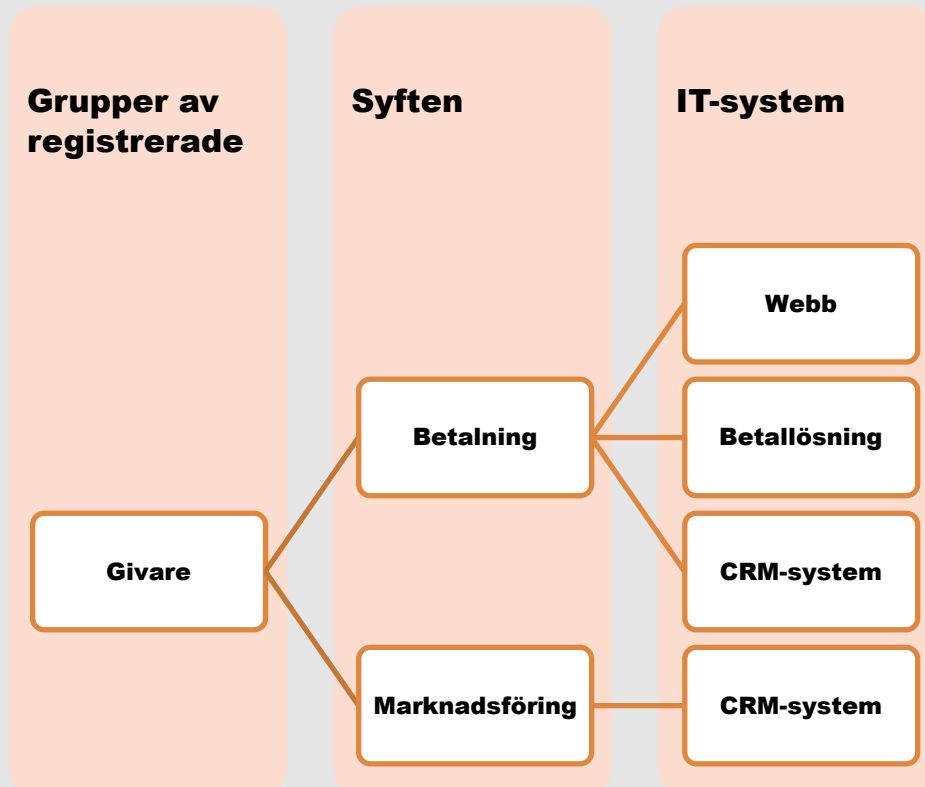 Grupper av
registrerade
Syften
IT-system
Webb
Betalning
Betallösning
Givare
CRM-system
Marknadsföring
CRM-system